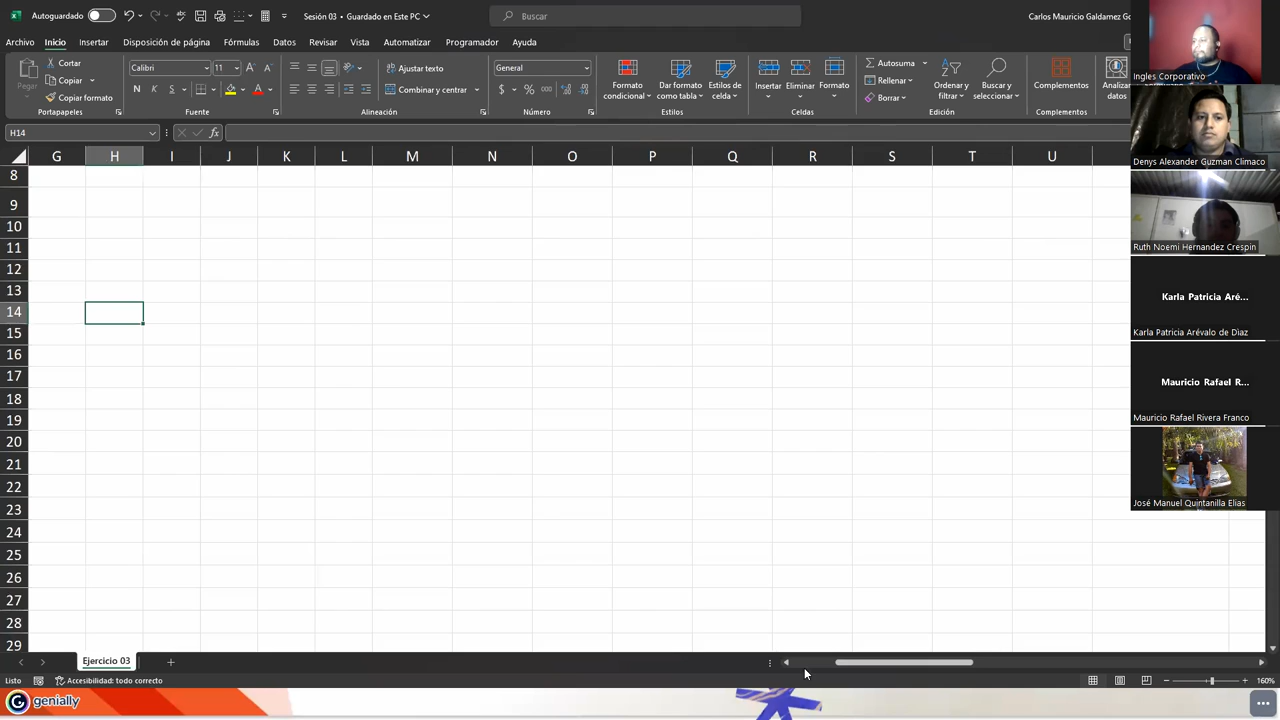 Autoguardado
Sesión 03 • Guardado en Este PC
Buscar
Carlos Mauricio Galdamez
Archivo Inicio Insertar Disposición de página Fórmulas Datos Revisar Vista Automatizar Programador Ayuda
Pegar
Cortar
Copiar
Copiar formato
Portapapeles
Calibri 11
N K S
Fuente
Ajustar texto
Combinar y centrar
Alineación
General
$ % 000
Número
Formato condicional
Dar formato como tabla
Estilos de celda
Estilos
Insertar
Eliminar
Formato
Celdas
Autosuma
Rellenar
Borrar
Ordenar y filtrar
Buscar y seleccionar
Edición
Complementos
Complementos
Analizar datos
H14
fx
G H I J K L M N O P Q R S T U
8
9
10
11
12
13
14
15
16
17
18
19
20
21
22
23
24
25
26
27
28
29
Ejercicio 03
Listo
Accesibilidad: todo correcto
160%
genially
Ingles Corporativo
Denys Alexander Guzman Climaco
Ruth Noemi Hernandez Crespin
Karla Patricia Aré...
Karla Patricia Arévalo de Diaz
Mauricio Rafael R...
Mauricio Rafael Rivera Franco
José Manuel Quintanilla Elias